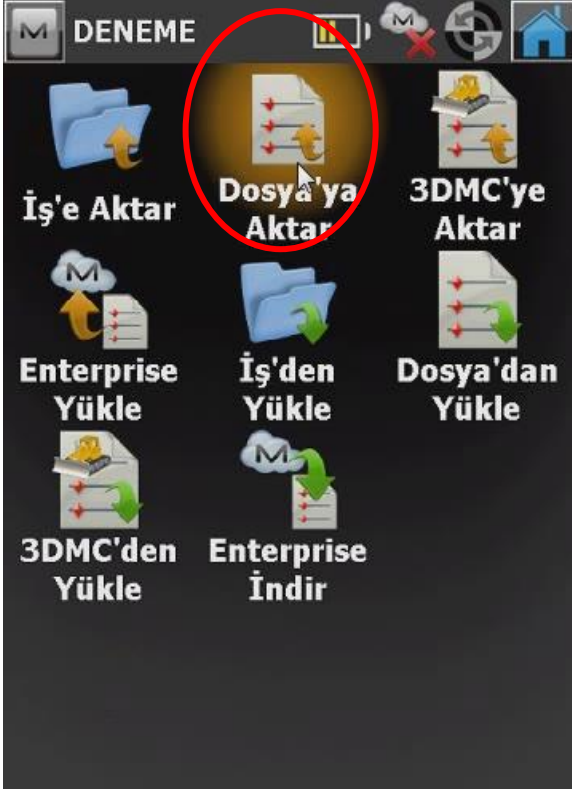 M DENEME M
İş'e Aktar
Dosya'ya
Aktar
3DMC'ye
Aktar
M
Enterprise
Yükle
İş'den
Yükle
Dosya'dan
Yükle
3DMC'den
Yükle
M
Enterprise
İndir